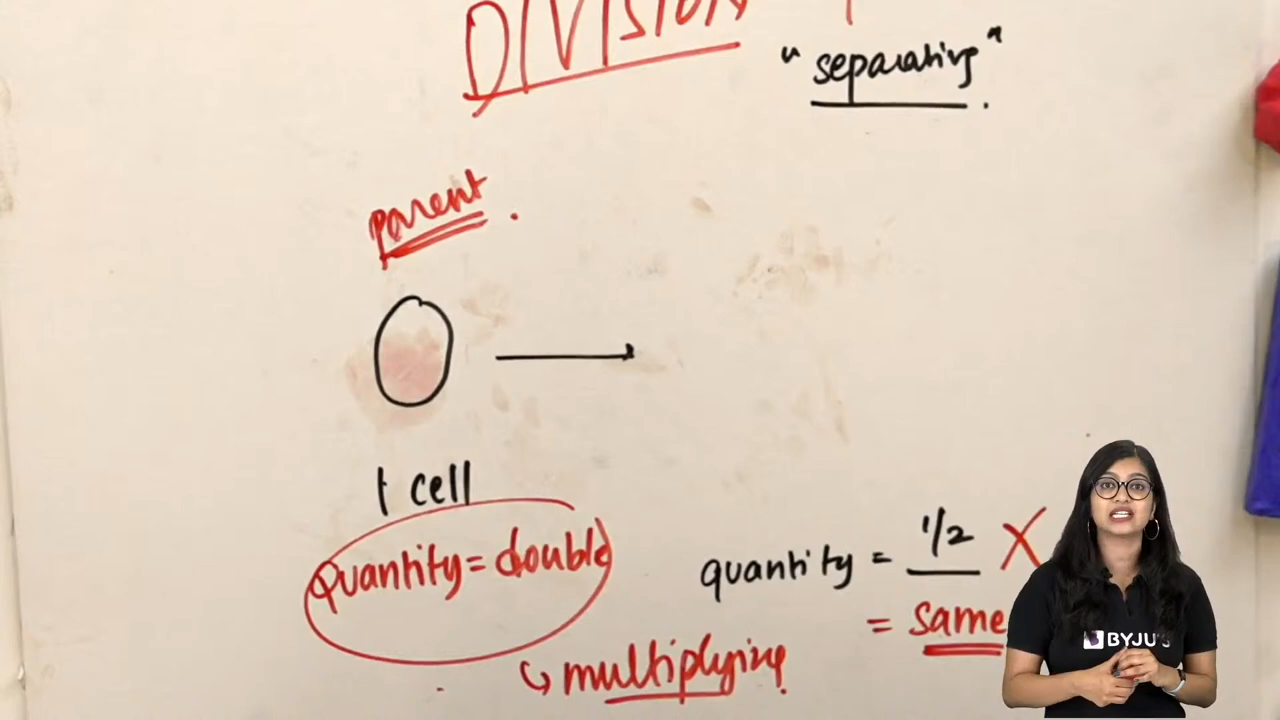 DIVISION
"separating".
parent.
1 cell
quantity = double
quantity = 1/2 X
= same
↳ multiplying.
BYJU'S